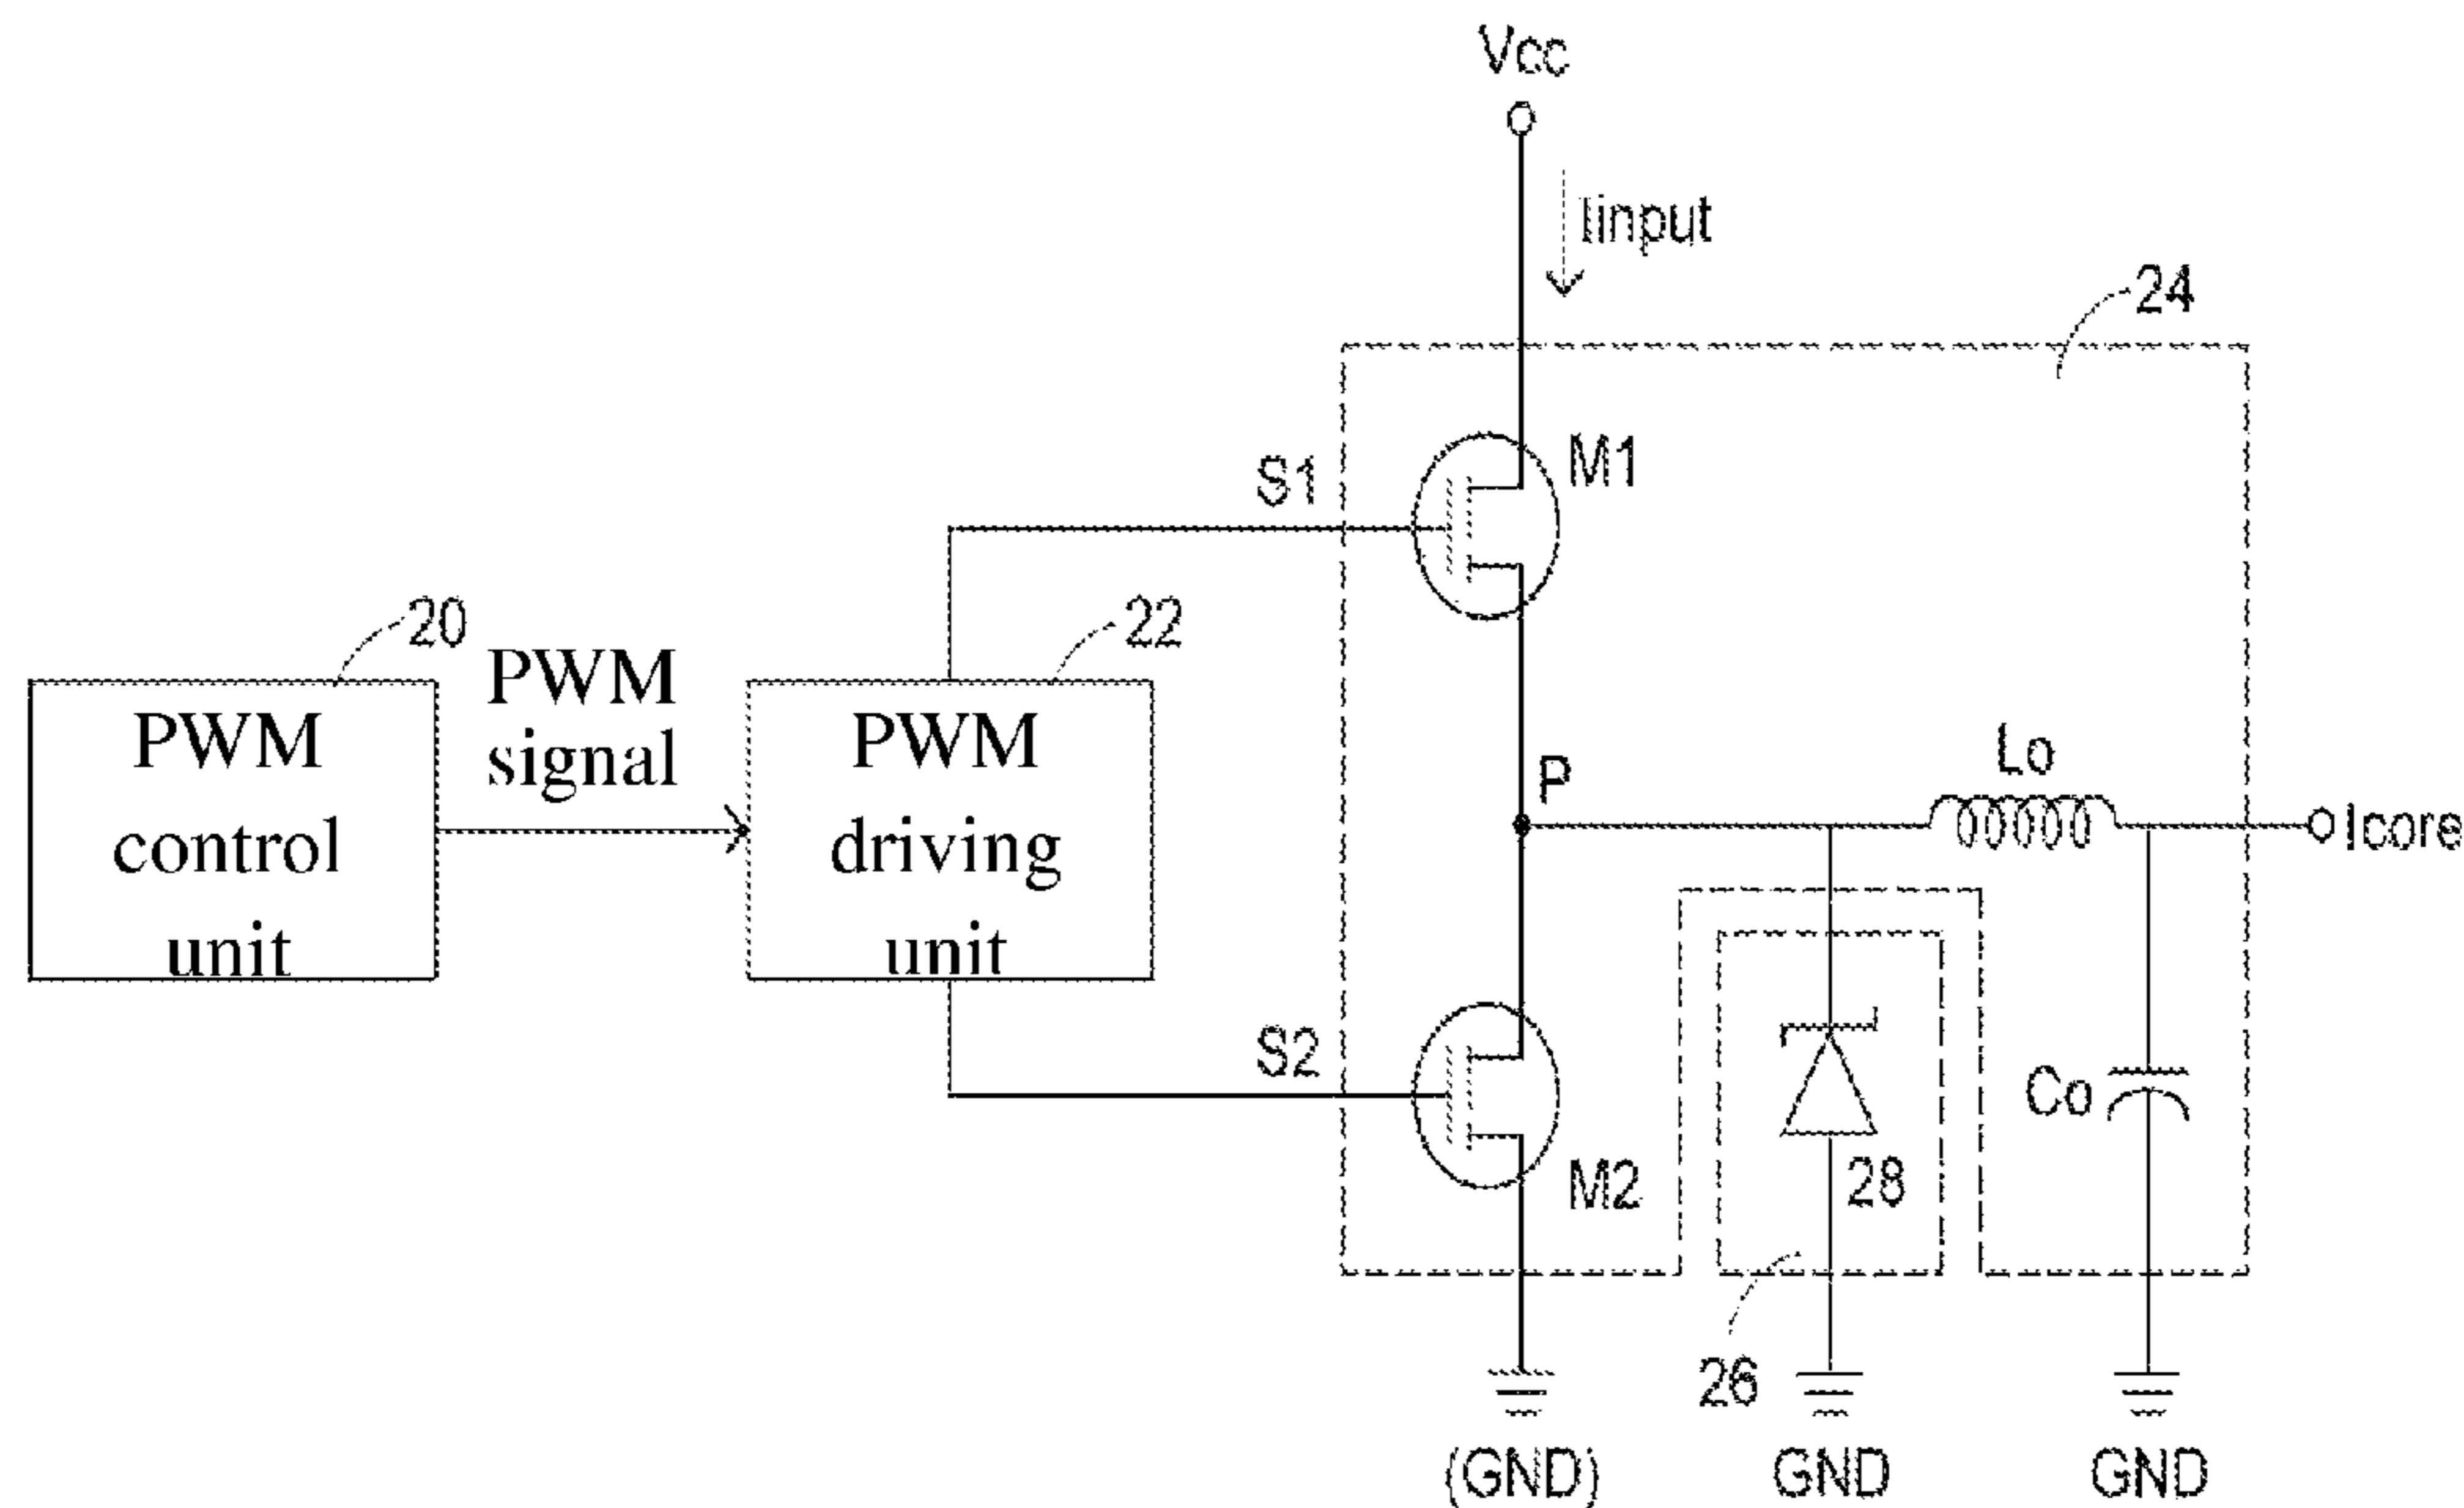 Vcc
Iinput
24
M1
S1
20
22
PWM
signal
PWM
control
unit
PWM
driving
unit
P
Lo
Icore
S2
M2
28
Co
26
(GND)
GND
GND